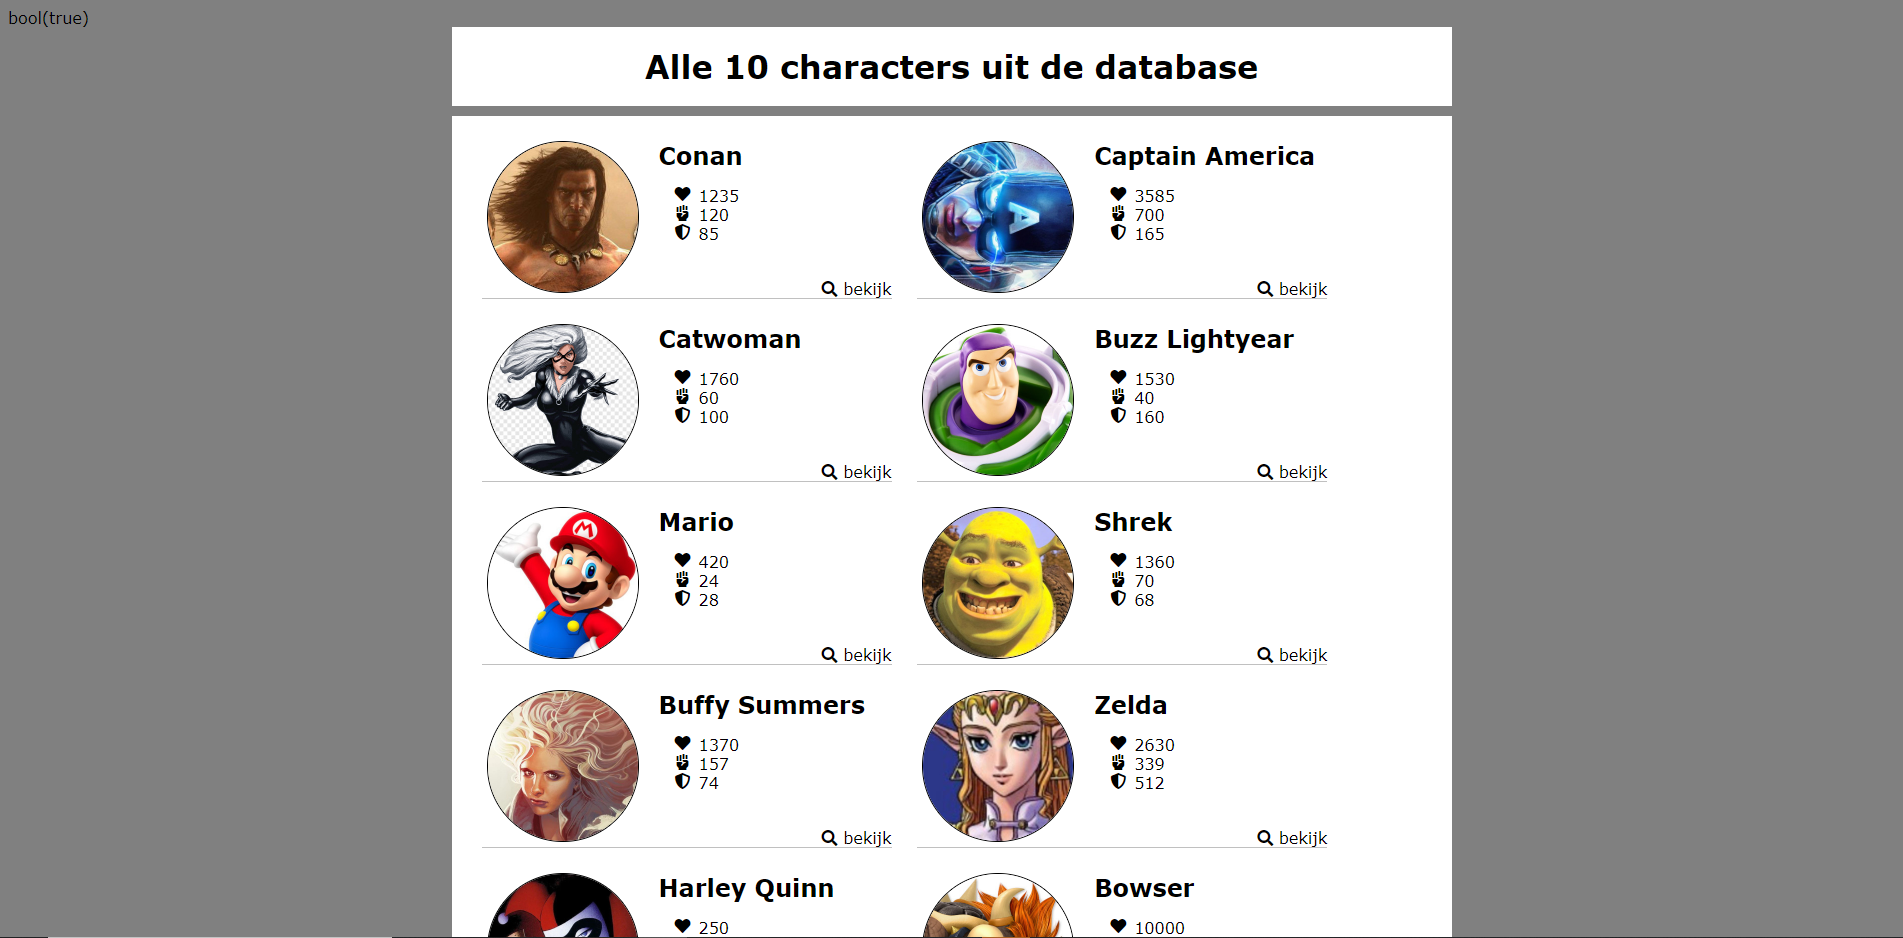 bool(true)
Alle 10 characters uit de database
Conan
1235
120
85
bekijk
Captain America
3585
700
165
bekijk
Catwoman
1760
60
100
bekijk
Buzz Lightyear
1530
40
160
bekijk
Mario
420
24
28
bekijk
Shrek
1360
70
68
bekijk
Buffy Summers
1370
157
74
bekijk
Zelda
2630
339
512
bekijk
Harley Quinn
250
Bowser
10000
A
M